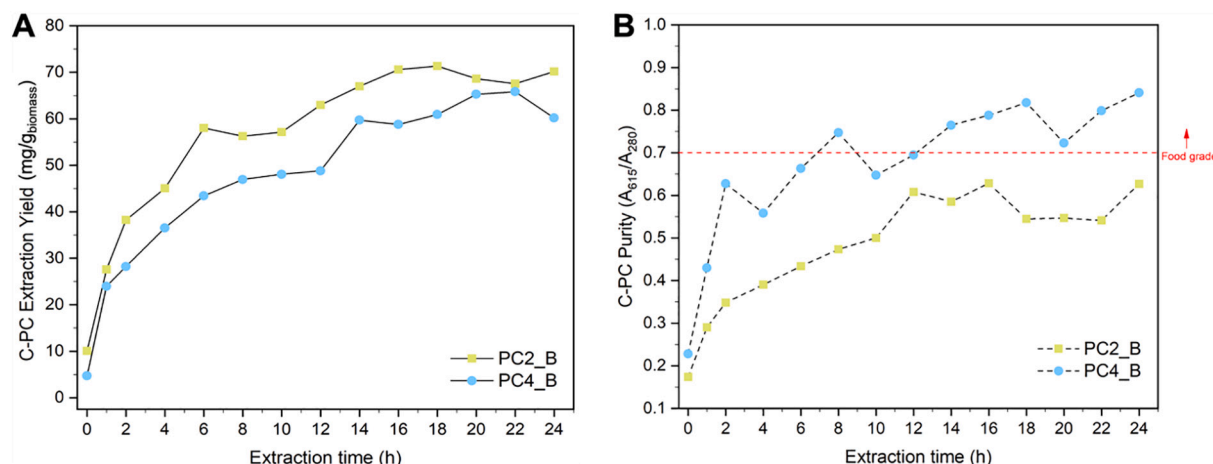 A
C-PC Extraction Yield (mg/gbiomass)
80
70
60
50
40
30
20
10
0
PC2_B
PC4_B
0 2 4 6 8 10 12 14 16 18 20 22 24
Extraction time (h)
B
C-PC Purity (A615/A280)
1.0
0.9
0.8
0.7
0.6
0.5
0.4
0.3
0.2
0.1
Food grade
PC2_B
PC4_B
0 2 4 6 8 10 12 14 16 18 20 22 24
Extraction time (h)